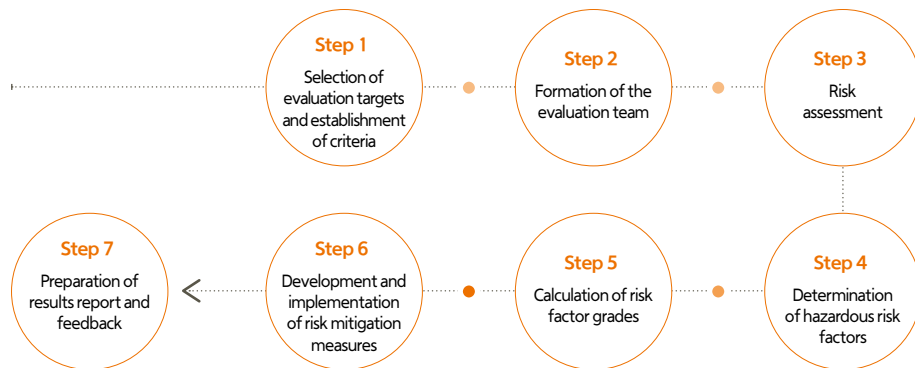 Step 1
Selection of
evaluation targets
and establishment
of criteria
Step 2
Formation of the
evaluation team
Step 3
Risk
assessment
Step 4
Determination
of hazardous risk
factors
Step 5
Calculation of risk
factor grades
Step 6
Development and
implementation
of risk mitigation
measures
Step 7
Preparation of
results report and
feedback